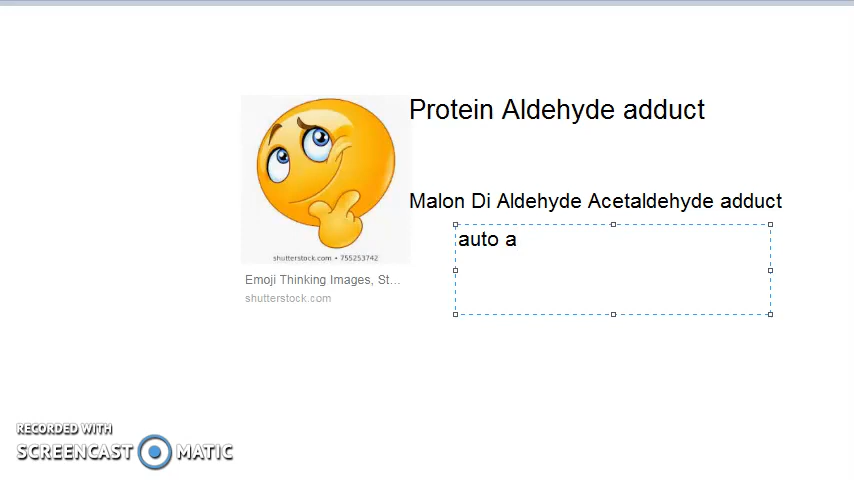 Protein Aldehyde adduct
Malon Di Aldehyde Acetaldehyde adduct
auto a
shutterstock.com • 755253742
Emoji Thinking Images, St...
shutterstock.com
RECORDED WITH
SCREENCAST MATIC